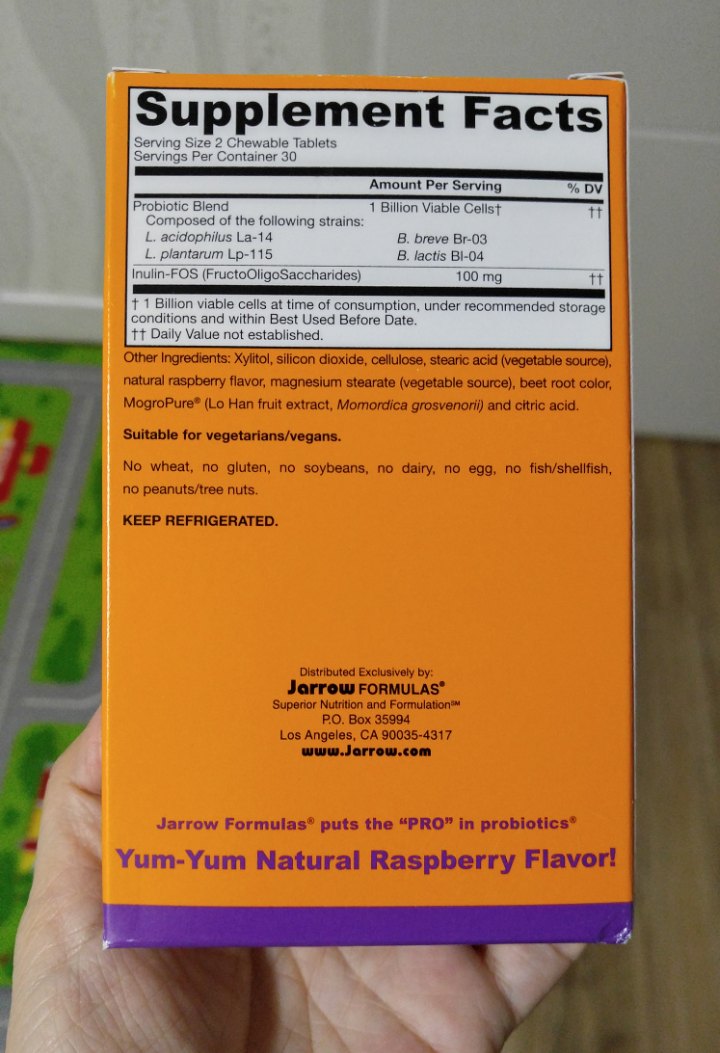 Supplement Facts
Serving Size 2 Chewable Tablets
Servings Per Container 30
Amount Per Serving % DV
Probiotic Blend 1 Billion Viable Cells† ††
Composed of the following strains:
L. acidophilus La-14 B. breve Br-03
L. plantarum Lp-115 B. lactis Bl-04
Inulin-FOS (FructoOligoSaccharides) 100 mg ††
† 1 Billion viable cells at time of consumption, under recommended storage
conditions and within Best Used Before Date.
†† Daily Value not established.
Other Ingredients: Xylitol, silicon dioxide, cellulose, stearic acid (vegetable source),
natural raspberry flavor, magnesium stearate (vegetable source), beet root color,
MogroPure® (Lo Han fruit extract, Momordica grosvenorii) and citric acid.
Suitable for vegetarians/vegans.
No wheat, no gluten, no soybeans, no dairy, no egg, no fish/shellfish,
no peanuts/tree nuts.
KEEP REFRIGERATED.
Distributed Exclusively by:
Jarrow FORMULAS®
Superior Nutrition and Formulation℠
P.O. Box 35994
Los Angeles, CA 90035-4317
www.Jarrow.com
Jarrow Formulas® puts the “PRO” in probiotics®
Yum-Yum Natural Raspberry Flavor!